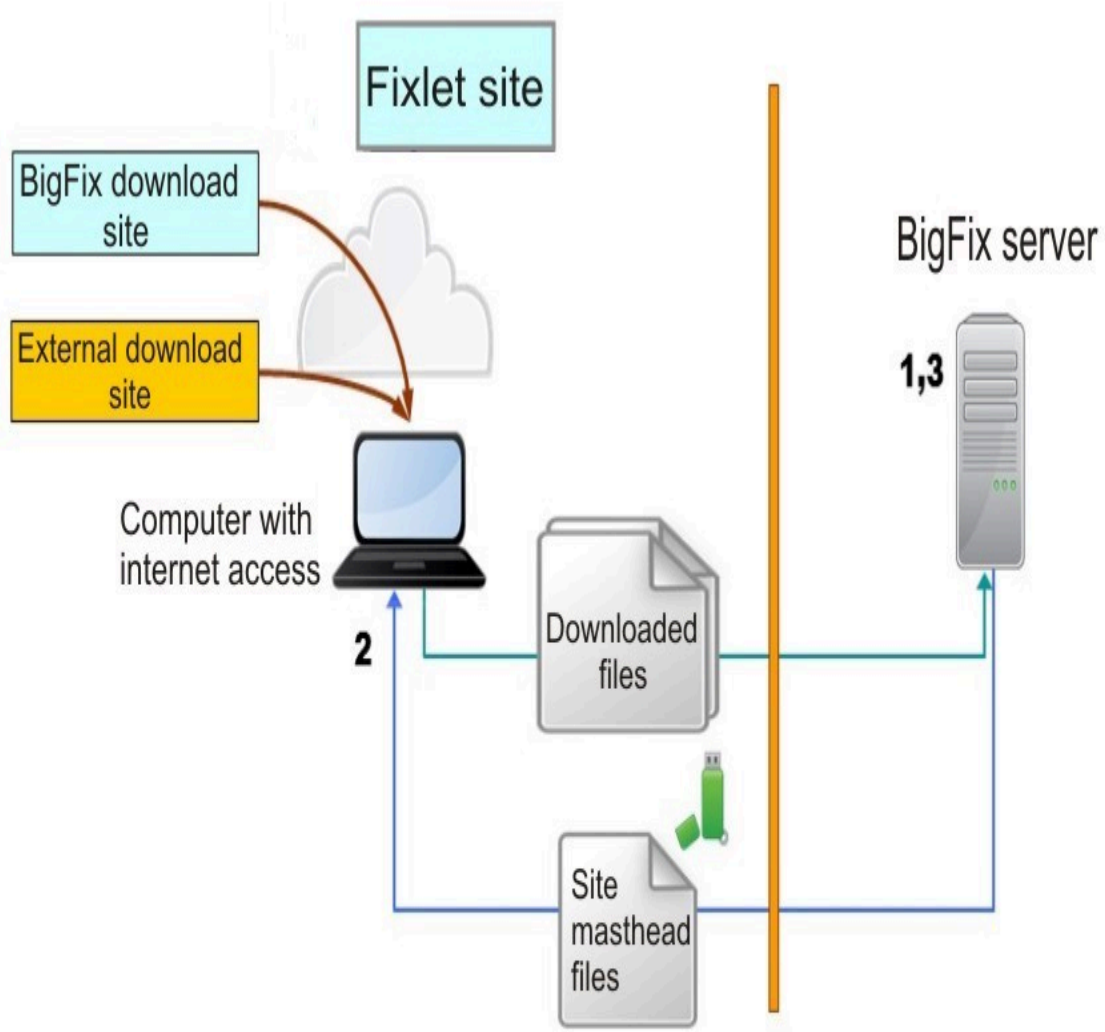 Fixlet site
BigFix download
site
External download
site
BigFix server
1,3
Computer with
internet access
2
Downloaded
files
Site
masthead
files